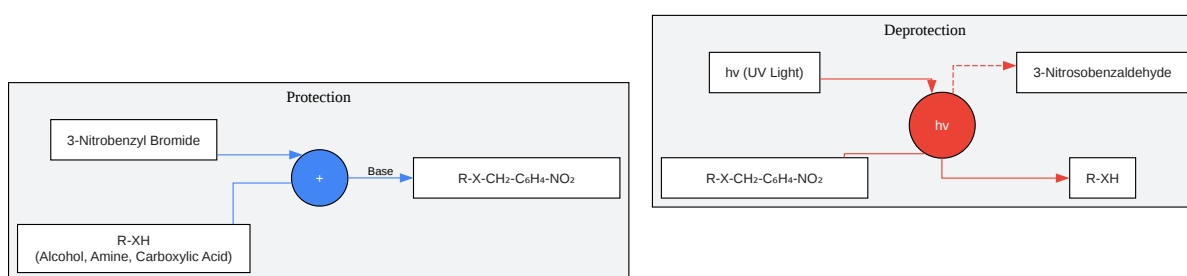 Protection
3-Nitrobenzyl Bromide
+
Base
R-X-CH₂-C₆H₄-NO₂
R-XH
(Alcohol, Amine, Carboxylic Acid)
Deprotection
hv (UV Light)
3-Nitrosobenzaldehyde
hv
R-X-CH₂-C₆H₄-NO₂
R-XH